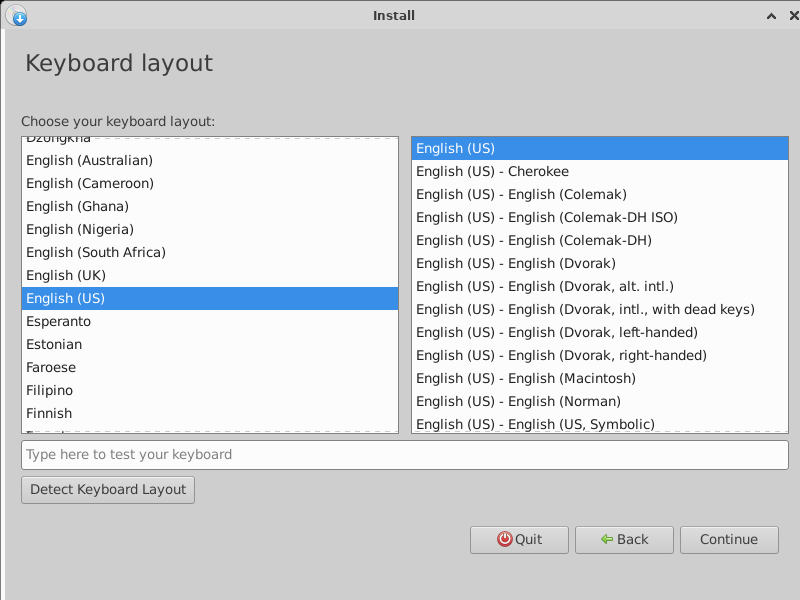 Install
Keyboard layout
Choose your keyboard layout:
Dzongkha
English (Australian)
English (Cameroon)
English (Ghana)
English (Nigeria)
English (South Africa)
English (UK)
English (US)
Esperanto
Estonian
Faroese
Filipino
Finnish
English (US)
English (US) - Cherokee
English (US) - English (Colemak)
English (US) - English (Colemak-DH ISO)
English (US) - English (Colemak-DH)
English (US) - English (Dvorak)
English (US) - English (Dvorak, alt. intl.)
English (US) - English (Dvorak, intl., with dead keys)
English (US) - English (Dvorak, left-handed)
English (US) - English (Dvorak, right-handed)
English (US) - English (Macintosh)
English (US) - English (Norman)
English (US) - English (US, Symbolic)
Type here to test your keyboard
Detect Keyboard Layout
Quit
Back
Continue